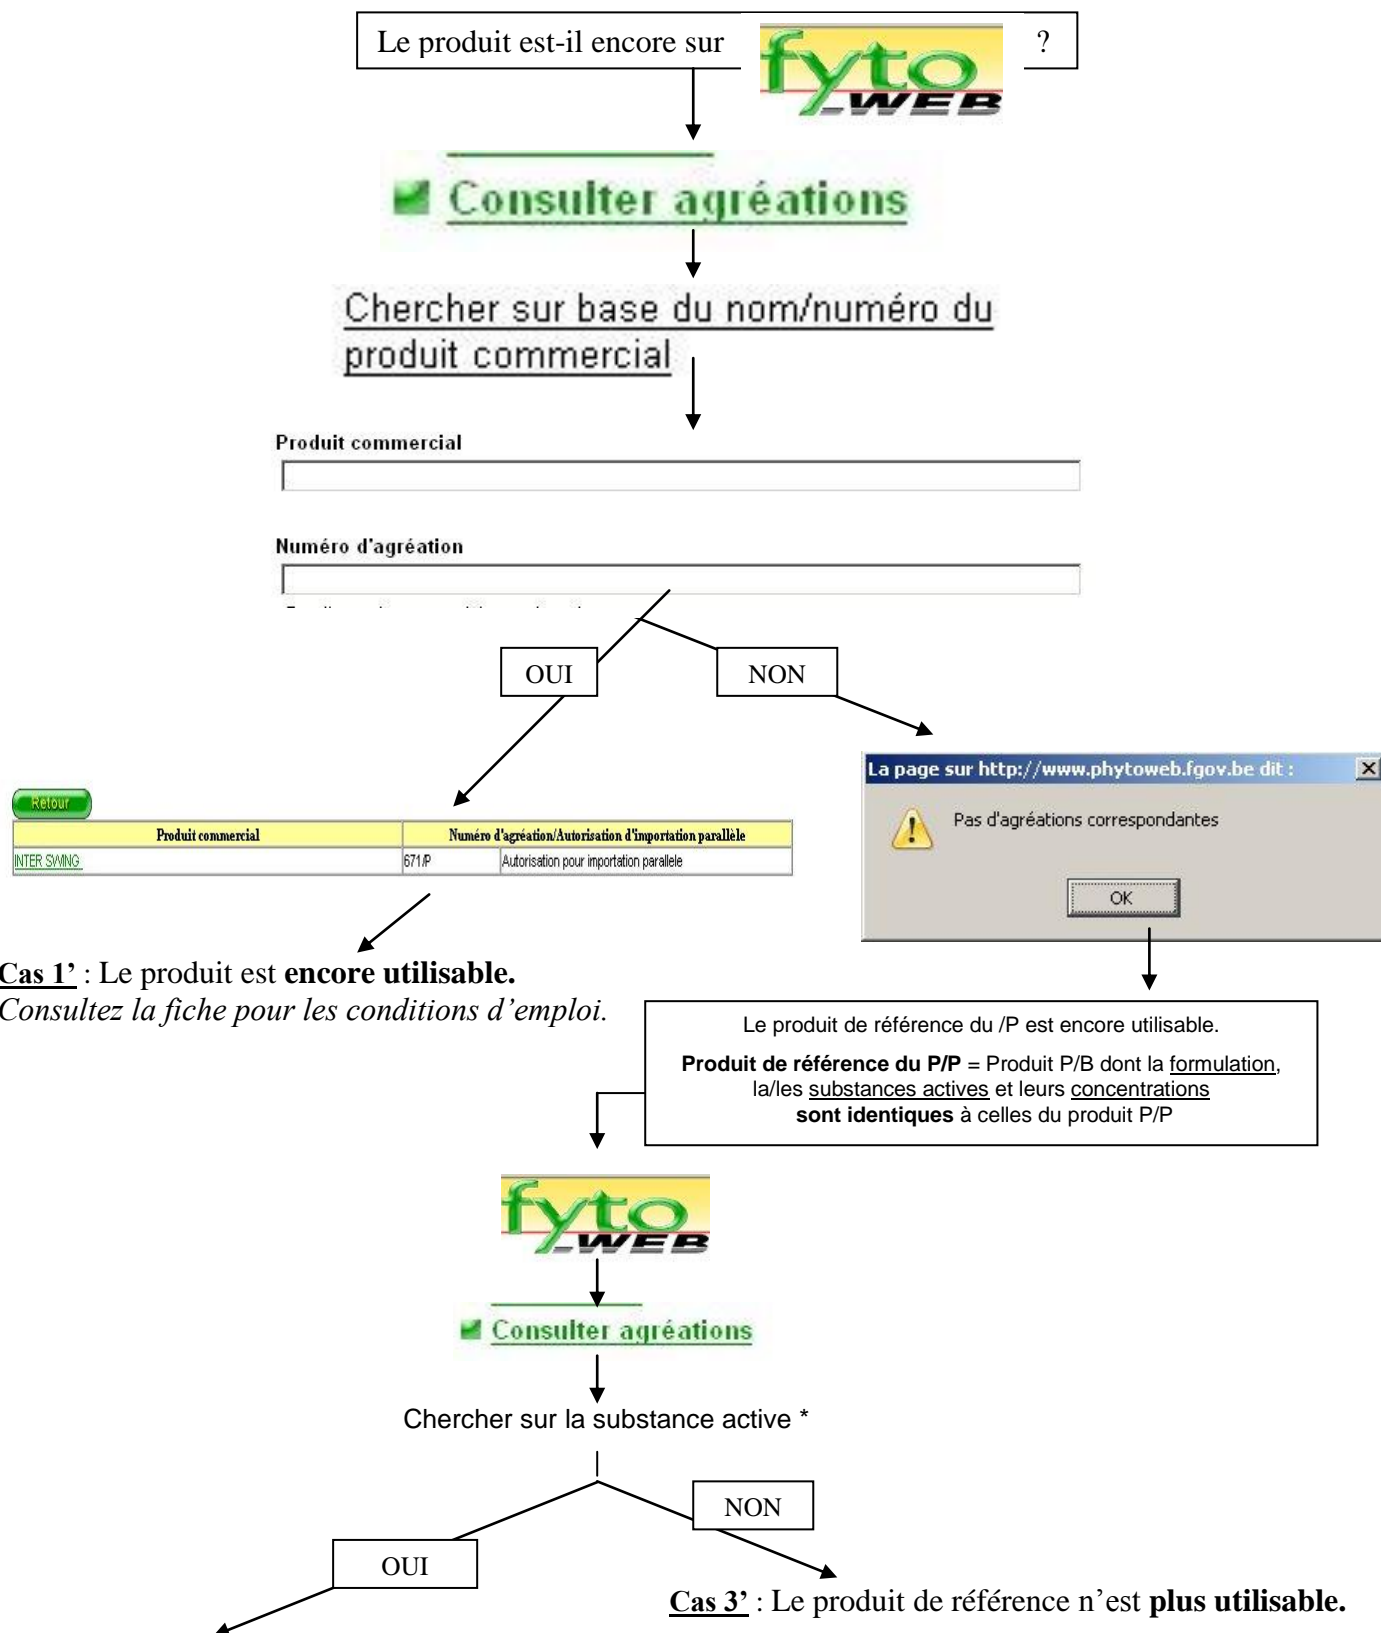 Le produit est-il encore sur fyto -WEB ?
Consulter agréations
Chercher sur base du nom/numéro du
produit commercial
Produit commercial
Numéro d'agréation
OUI
NON
La page sur http://www.phytoweb.fgov.be dit :
Pas d'agréations correspondantes
OK
Retour
Produit commercial Numéro d'agréation/Autorisation d'importation parallèle
INTER SWING 671/P Autorisation pour importation parallele
Cas 1’ : Le produit est encore utilisable.
Consultez la fiche pour les conditions d’emploi.
Le produit de référence du /P est encore utilisable.
Produit de référence du P/P = Produit P/B dont la formulation,
la/les substances actives et leurs concentrations
sont identiques à celles du produit P/P
fyto
-WEB
Consulter agréations
Chercher sur la substance active *
NON
OUI
Cas 3' : Le produit de référence n’est plus utilisable.